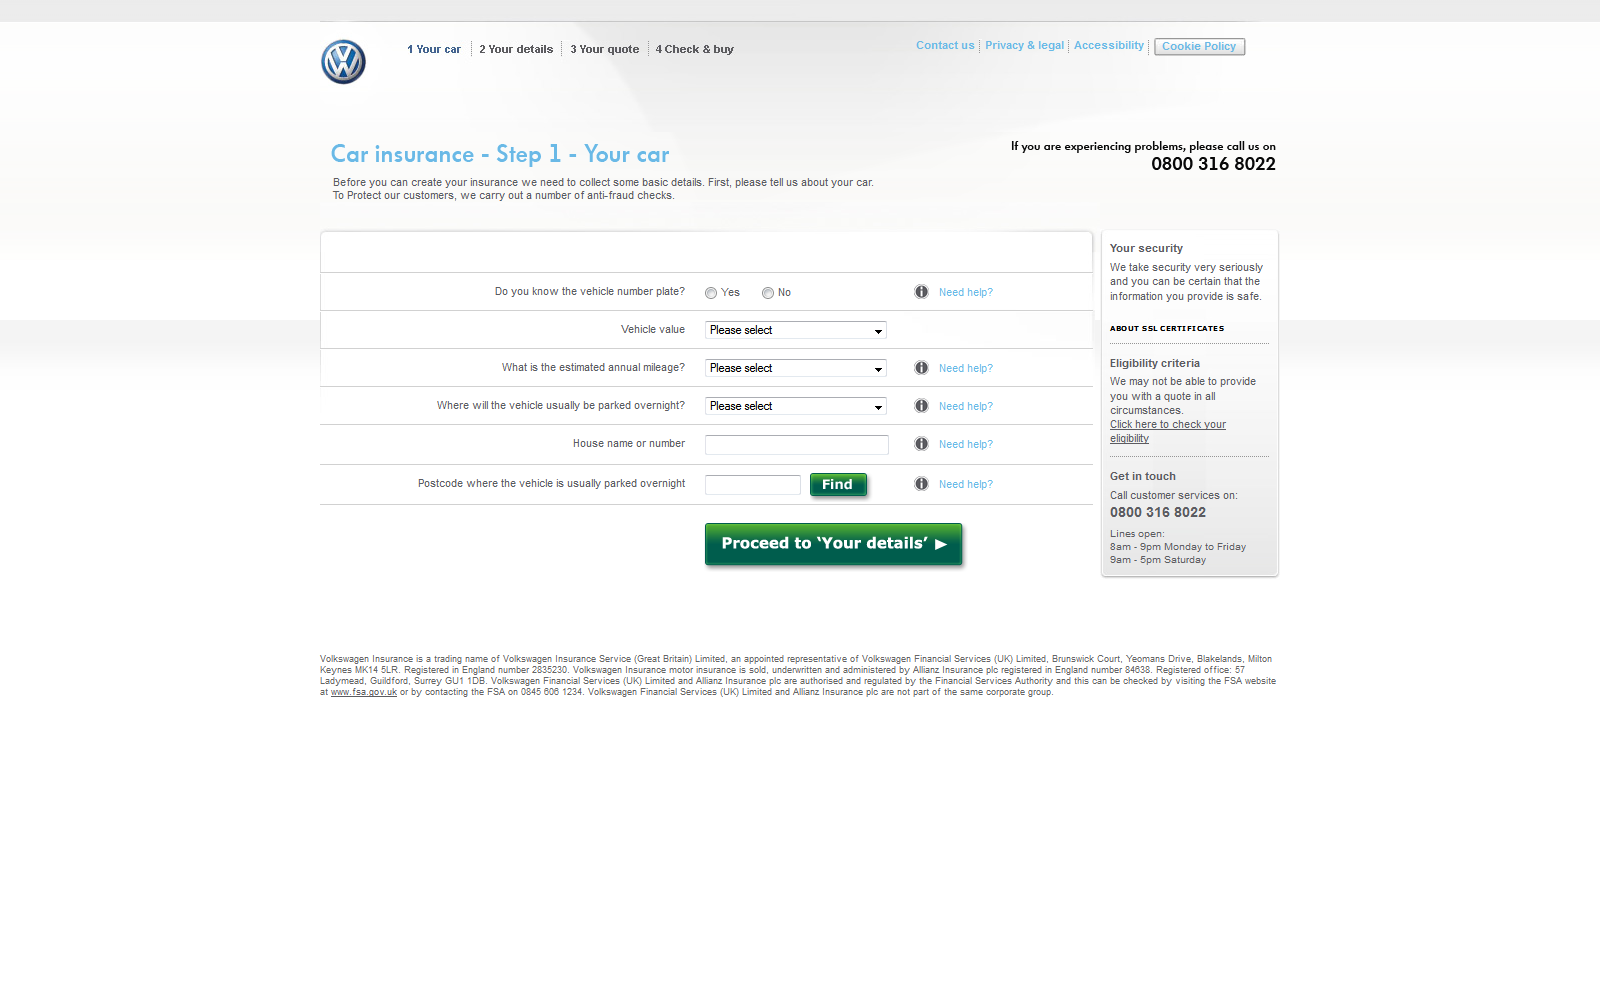 1 Your car
2 Your details
3 Your quote
4 Check & buy
Contact us
Privacy & legal
Accessibility
Cookie Policy
Car insurance - Step 1 - Your car
If you are experiencing problems, please call us on
0800 316 8022
Before you can create your insurance we need to collect some basic details. First, please tell us about your car.
To Protect our customers, we carry out a number of anti-fraud checks.
Do you know the vehicle number plate?
Yes
No
Need help?
Vehicle value
Please select
What is the estimated annual mileage?
Please select
Need help?
Where will the vehicle usually be parked overnight?
Please select
Need help?
House name or number
Need help?
Postcode where the vehicle is usually parked overnight
Find
Need help?
Proceed to ‘Your details’ ►
Your security
We take security very seriously
and you can be certain that the
information you provide is safe.
ABOUT SSL CERTIFICATES
Eligibility criteria
We may not be able to provide
you with a quote in all
circumstances.
Click here to check your
eligibility
Get in touch
Call customer services on:
0800 316 8022
Lines open:
8am - 9pm Monday to Friday
9am - 5pm Saturday
Volkswagen Insurance is a trading name of Volkswagen Insurance Service (Great Britain) Limited, an appointed representative of Volkswagen Financial Services (UK) Limited, Brunswick Court, Yeomans Drive, Blakelands, Milton
Keynes MK14 5LR. Registered in England number 2835230. Volkswagen Insurance motor insurance is sold, underwritten and administered by Allianz Insurance plc registered in England number 84638. Registered office: 57
Ladymead, Guildford, Surrey GU1 1DB. Volkswagen Financial Services (UK) Limited and Allianz Insurance plc are authorised and regulated by the Financial Services Authority and this can be checked by visiting the FSA website
at www.fsa.gov.uk or by contacting the FSA on 0845 606 1234. Volkswagen Financial Services (UK) Limited and Allianz Insurance plc are not part of the same corporate group.